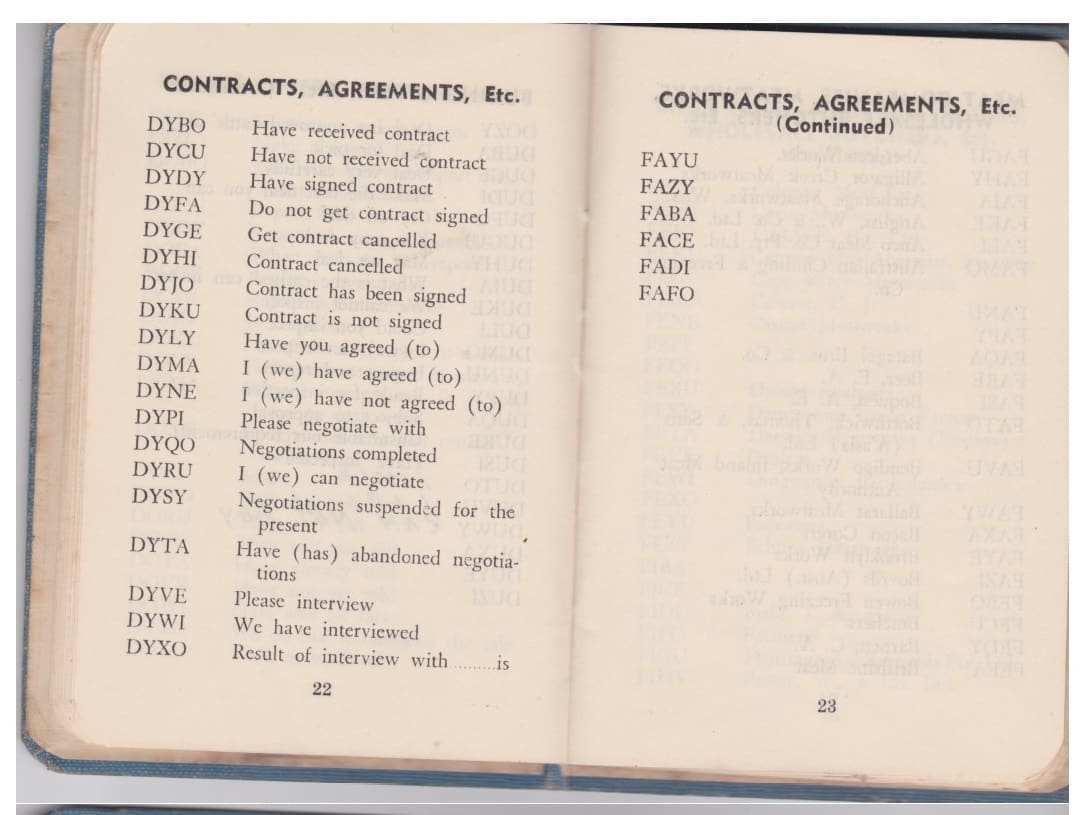 CONTRACTS, AGREEMENTS, Etc.
DYBO Have received contract
DYCU Have not received contract
DYDY Have signed contract
DYFA Do not get contract signed
DYGE Get contract cancelled
DYHI Contract cancelled
DYJO Contract has been signed
DYKU Contract is not signed
DYLY Have you agreed (to)
DYMA I (we) have agreed (to)
DYNE I (we) have not agreed (to)
DYPI Please negotiate with
DYQO Negotiations completed
DYRU I (we) can negotiate
DYSY Negotiations suspended for the
present
DYTA Have (has) abandoned negotia-
tions
DYVE Please interview
DYWI We have interviewed
DYXO Result of interview with .........is
22
CONTRACTS, AGREEMENTS, Etc.
(Continued)
FAYU
FAZY
FABA
FACE
FADI
FAFO
23